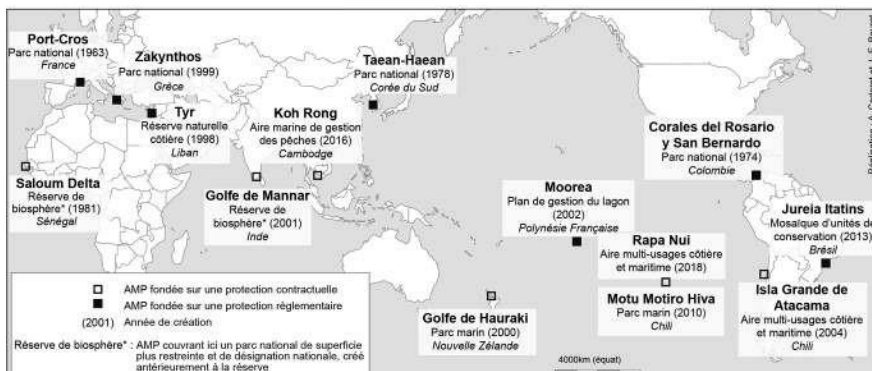 Port-Cros
Parc national (1963)
France
Zakynthos
Parc national (1999)
Grèce
Taean-Haean
Parc national (1978)
Corée du Sud
Tyr
Réserve naturelle
côtière (1998)
Liban
Koh Rong
Aire marine de gestion
des pêches (2016)
Cambodge
Corales del Rosario
y San Bernardo
Parc national (1974)
Colombie
Saloum Delta
Réserve de
biosphère* (1981)
Sénégal
Golfe de Mannar
Réserve de
biosphère* (2001)
Inde
Moorea
Plan de gestion du lagon
(2002)
Polynésie Française
Jureia Itatins
Mosaïque d'unités de
conservation (2013)
Brésil
Rapa Nui
Aire multi-usages côtière
et maritime (2018)
Motu Motiro Hiva
Parc marin (2010)
Chili
Isla Grande de
Atacama
Aire multi-usages côtière
et maritime (2004)
Chili
Golfe de Hauraki
Parc marin (2000)
Nouvelle Zélande
AMP fondée sur une protection contractuelle
AMP fondée sur une protection règlementaire
(2001) Année de création
Réserve de biosphère* : AMP couvrant ici un parc national de superficie
plus restreinte et de désignation nationale, créé
antérieurement à la réserve
4000km (équat)